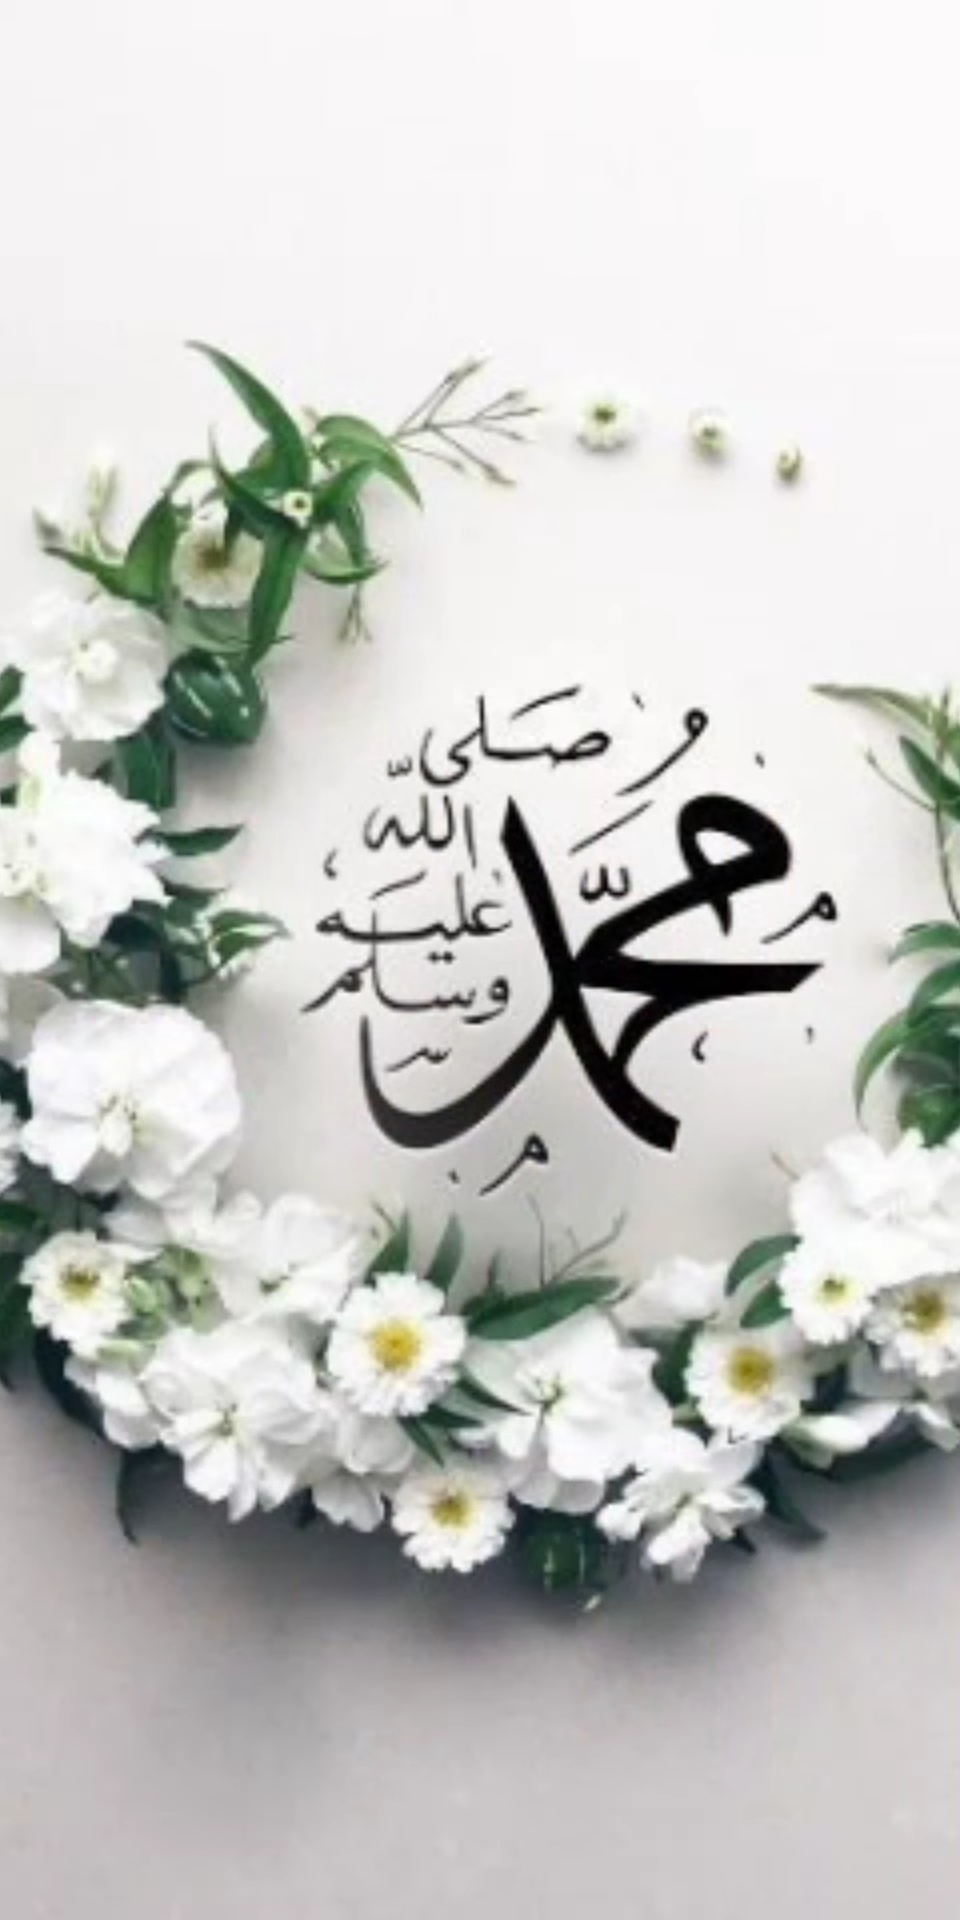 محمد
صلى
الله
عليه
وسلم